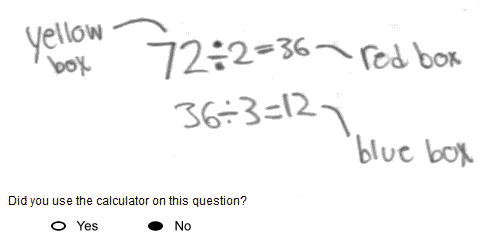 yellow box
72÷2=36 red box
36÷3=12
blue box
Did you use the calculator on this question?
Yes No